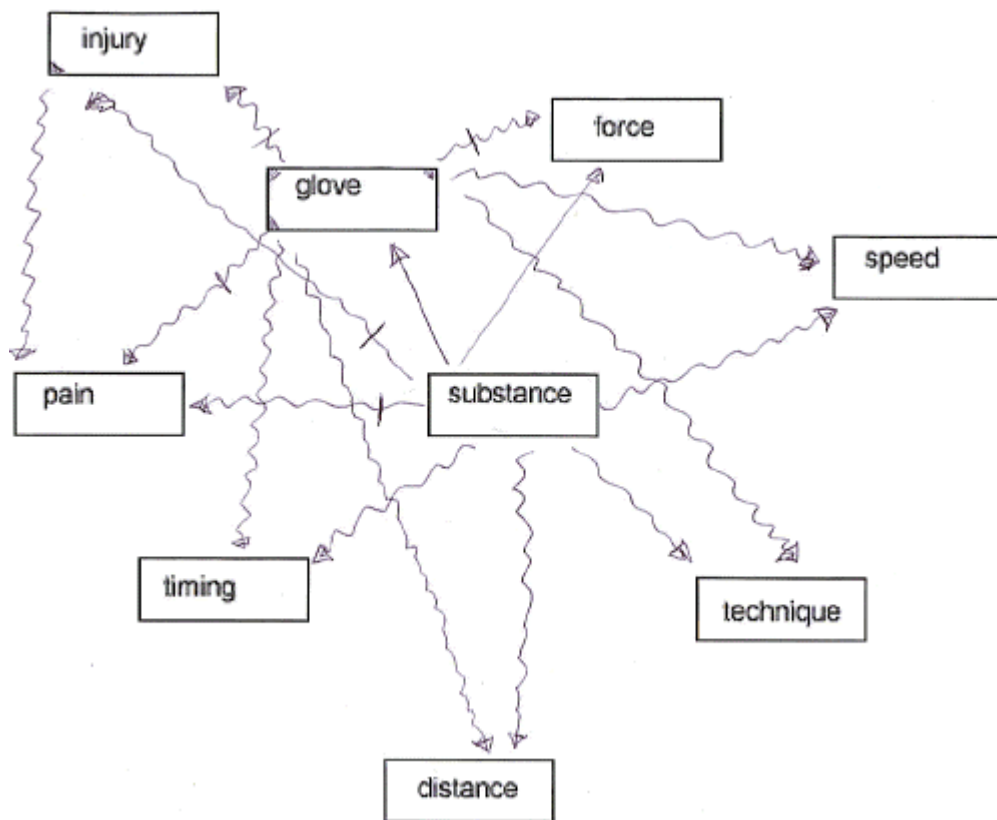 injury
force
glove
speed
pain
substance
timing
technique
distance